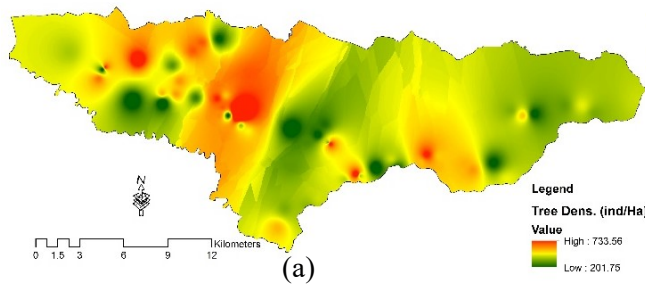 N
Kilometers
0 1.5 3 6 9 12
(a)
Legend
Tree Dens. (ind/Ha)
Value
High : 733.56
Low : 201.75